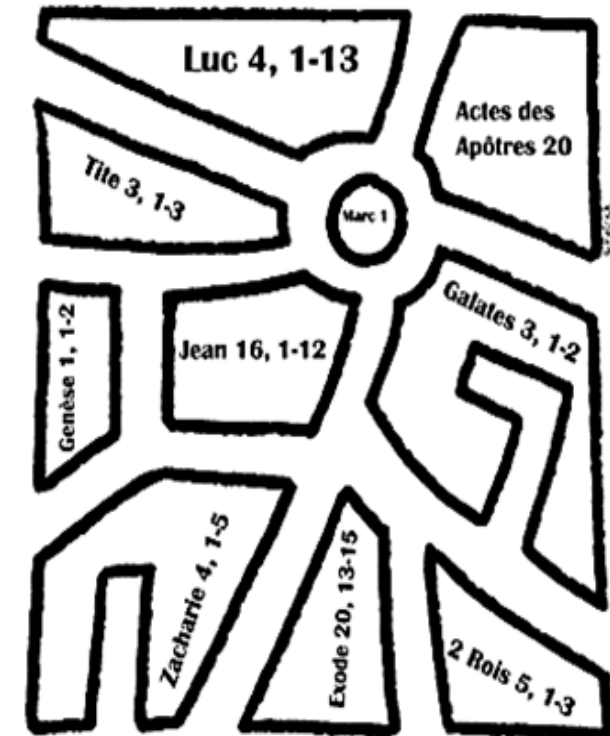 Luc 4, 1-13
Actes des
Apôtres 20
Tite 3, 1-3
Marc 1
Galates 3, 1-2
Genèse 1, 1-2
Jean 16, 1-12
Zacharie 4, 1-5
Exode 20, 13-15
2 Rois 5, 1-3